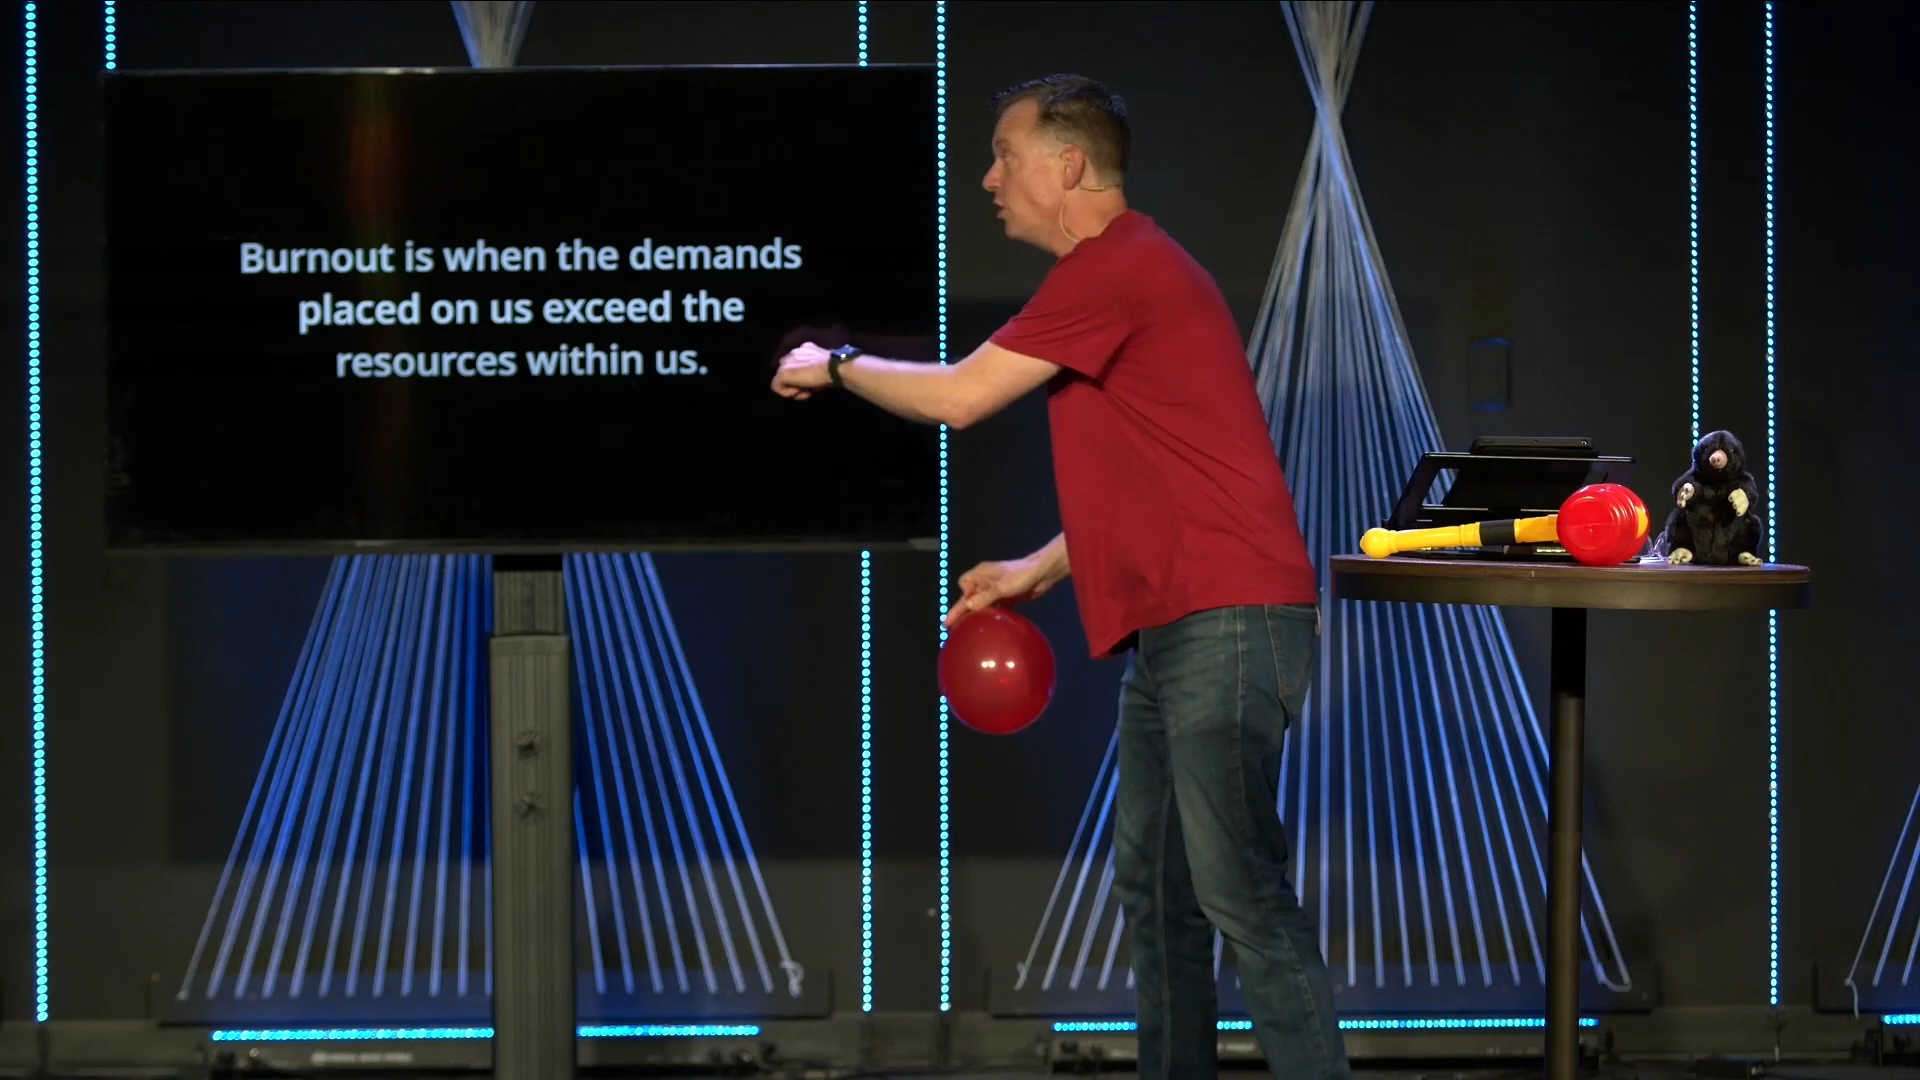 Burnout is when the demands
placed on us exceed the
resources within us.